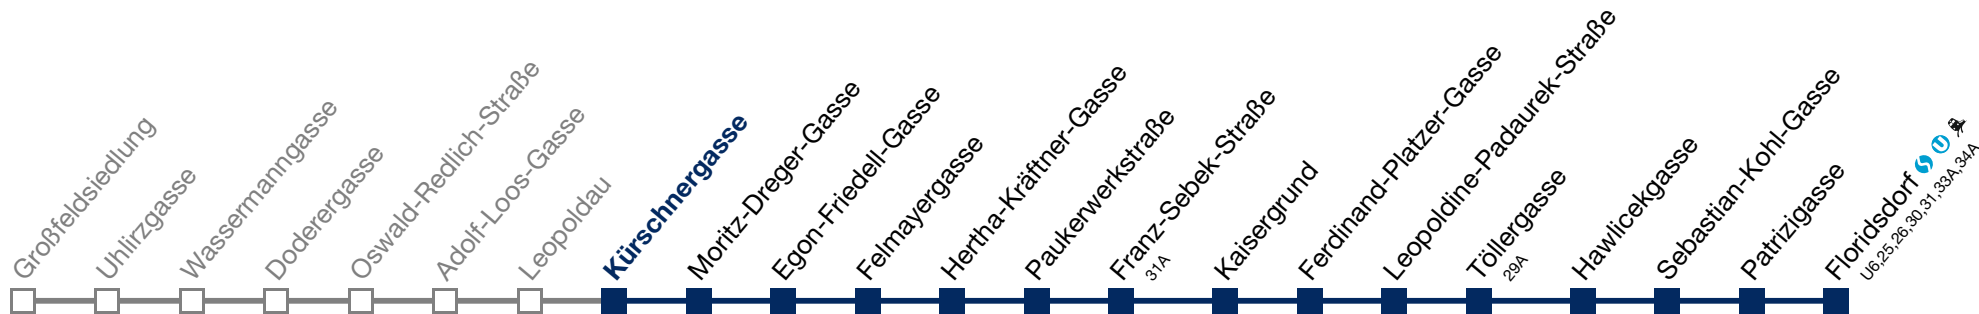 Großfeldsiedlung
Uhlirzgasse
Wassermanngasse
Doderergasse
Oswald-Redlich-Straße
Adolf-Loos-Gasse
Leopoldau
Kürschnergasse
Moritz-Dreger-Gasse
Egon-Friedell-Gasse
Felmayergasse
Hertha-Kräftner-Gasse
Paukerwerkstraße
Franz-Sebek-Straße
31A
Kaisergrund
Ferdinand-Platzer-Gasse
Leopoldine-Padaurek-Straße
Töllergasse
29A
Hawlicekgasse
Sebastian-Kohl-Gasse
Patrizigasse
Floridsdorf S U
U6,25,26,30,31,33A,34A